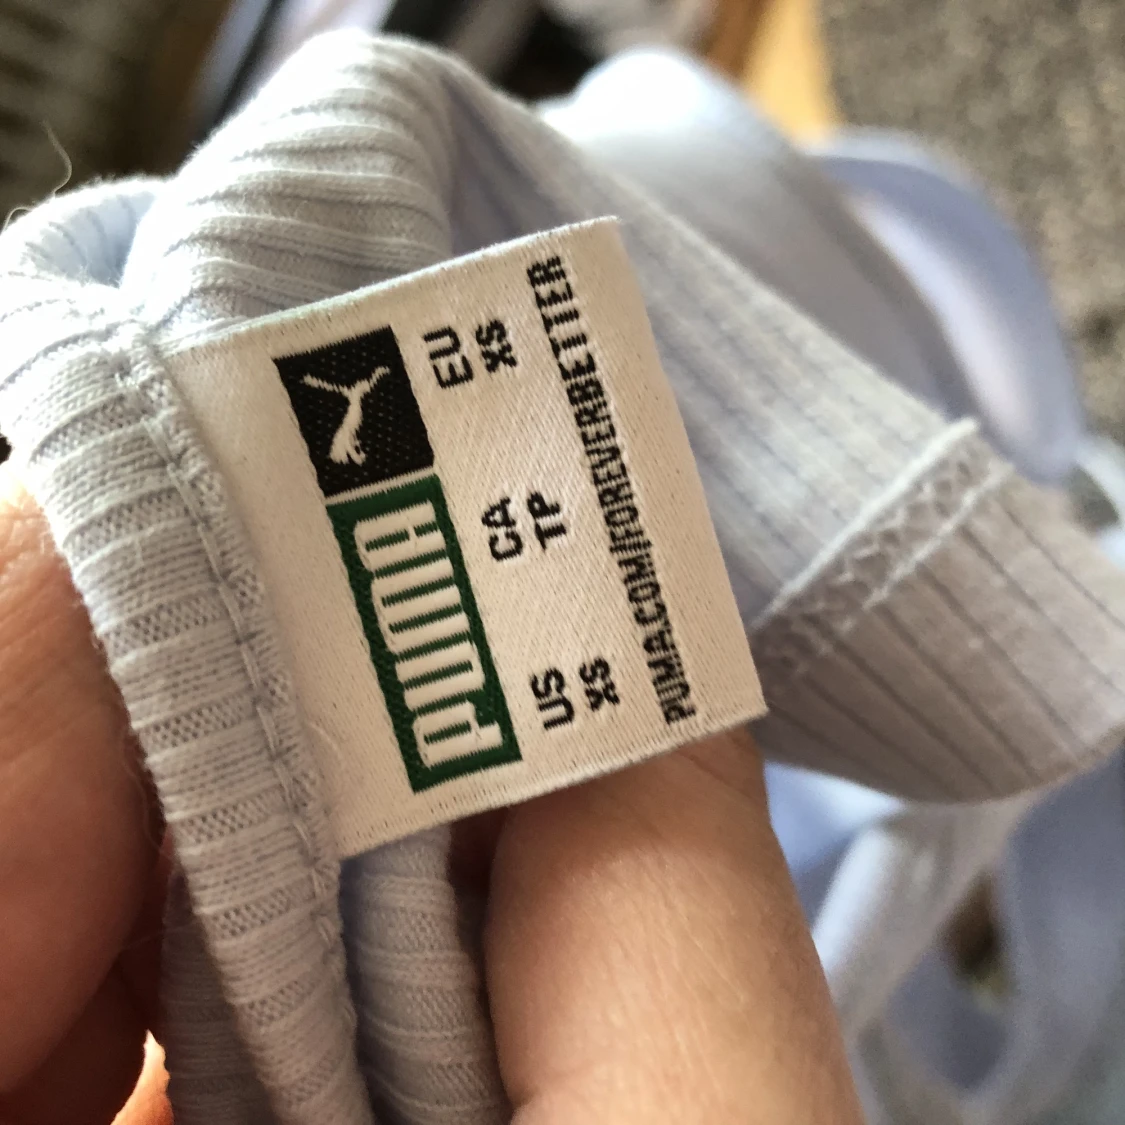 PUMA
US CA EU
XS TP XS
PUMA.COM/FOREVERBETTER